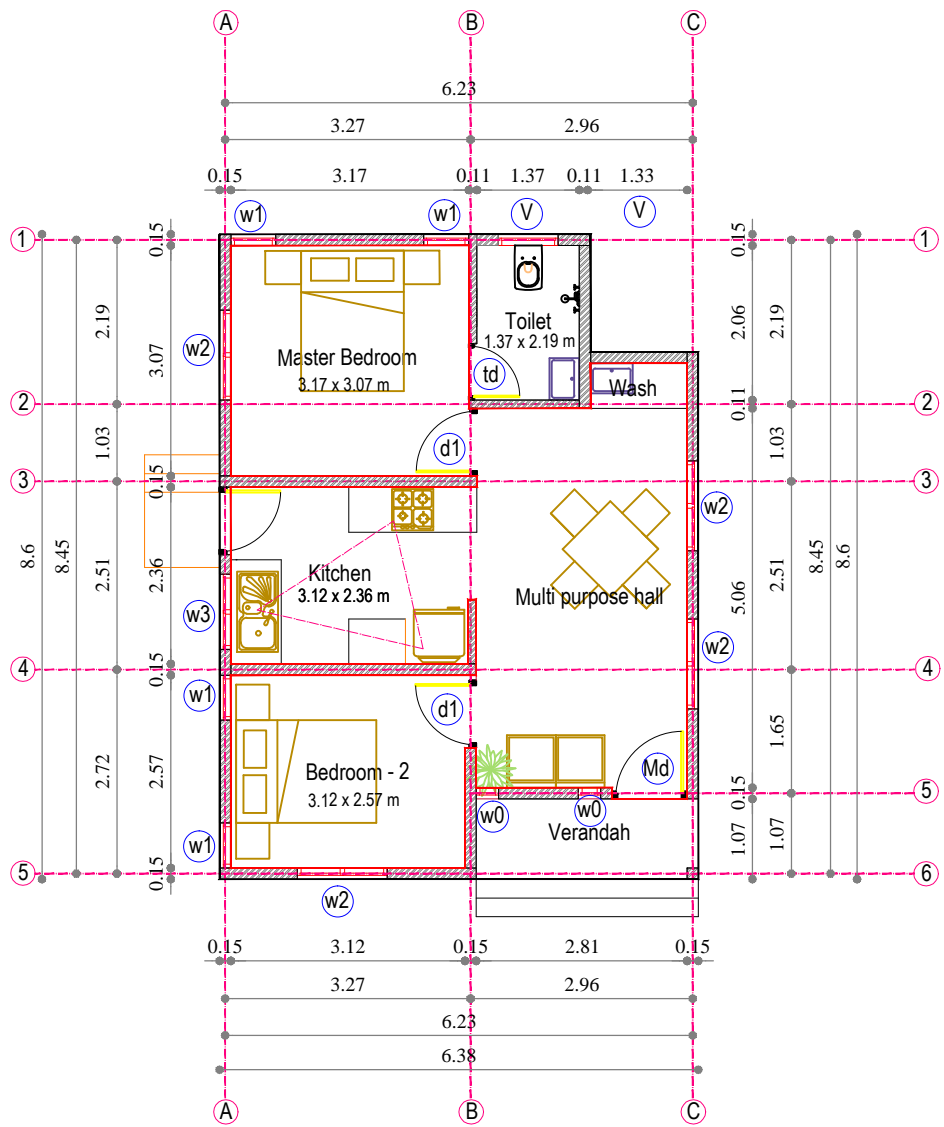 A B C
6.23
3.27 2.96
0.15 3.17 0.11 1.37 0.11 1.33
w1 w1 V V
1 1
0.15 0.15
2.19 3.07 2.06 2.19
Toilet
1.37 x 2.19 m
w2 Master Bedroom
3.17 x 3.07 m
td
Wash
2 2
0.11
1.03 1.03
d1
3 3
0.15
w2
8.6 8.45 2.51 2.36 5.06 2.51 8.45 8.6
Kitchen
3.12 x 2.36 m
Multi purpose hall
w3
w2
4 4
0.15
w1 d1
1.65
2.72 2.57
Bedroom - 2
3.12 x 2.57 m
Md
5
0.15
w0 w0
Verandah
1.07 1.07
w1
5 6
0.15
w2
0.15 3.12 0.15 2.81 0.15
3.27 2.96
6.23
6.38
A B C